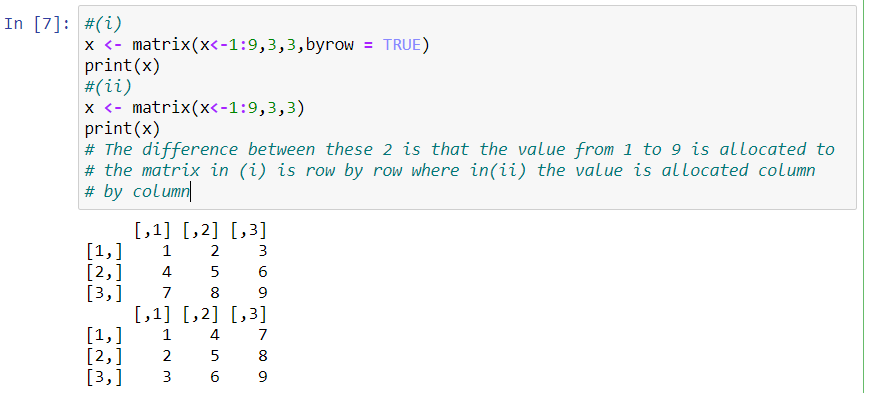 In [7]: #(i)
x <- matrix(x<-1:9,3,3,byrow = TRUE)
print(x)
#(ii)
x <- matrix(x<-1:9,3,3)
print(x)
# The difference between these 2 is that the value from 1 to 9 is allocated to
# the matrix in (i) is row by row where in(ii) the value is allocated column
# by column
     [,1] [,2] [,3]
[1,]    1    2    3
[2,]    4    5    6
[3,]    7    8    9
     [,1] [,2] [,3]
[1,]    1    4    7
[2,]    2    5    8
[3,]    3    6    9